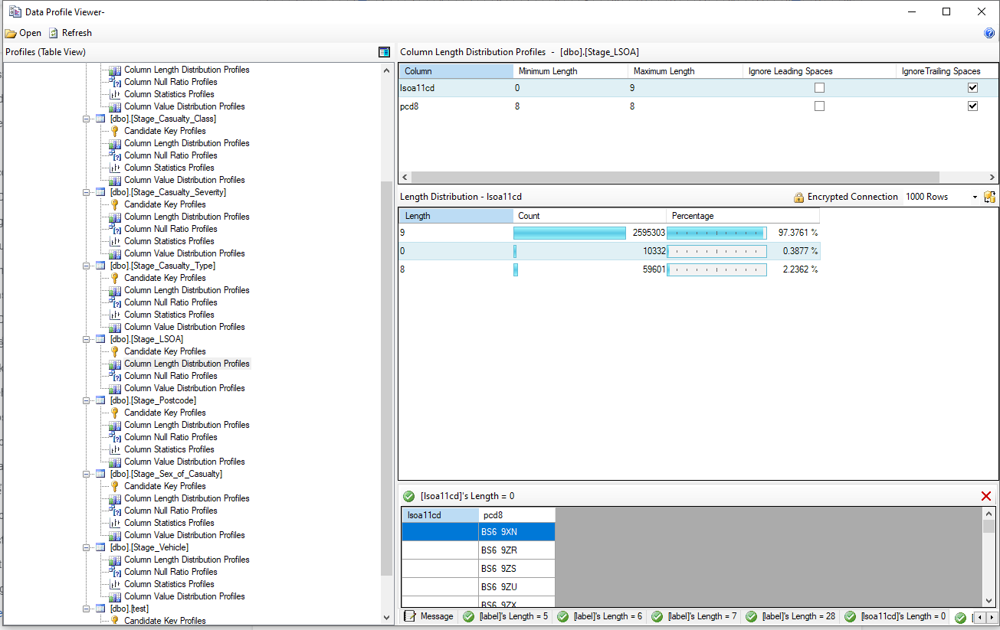 Data Profile Viewer-
Open Refresh
Profiles (Table View)
Column Length Distribution Profiles
Column Null Ratio Profiles
Column Statistics Profiles
Column Value Distribution Profiles
[dbo].[Stage_Casualty_Class]
Candidate Key Profiles
Column Length Distribution Profiles
Column Null Ratio Profiles
Column Statistics Profiles
Column Value Distribution Profiles
[dbo].[Stage_Casualty_Severity]
Candidate Key Profiles
Column Length Distribution Profiles
Column Null Ratio Profiles
Column Statistics Profiles
Column Value Distribution Profiles
[dbo].[Stage_Casualty_Type]
Candidate Key Profiles
Column Length Distribution Profiles
Column Null Ratio Profiles
Column Statistics Profiles
Column Value Distribution Profiles
[dbo].[Stage_LSOA]
Candidate Key Profiles
Column Length Distribution Profiles
Column Null Ratio Profiles
Column Value Distribution Profiles
[dbo].[Stage_Postcode]
Candidate Key Profiles
Column Length Distribution Profiles
Column Null Ratio Profiles
Column Statistics Profiles
Column Value Distribution Profiles
[dbo].[Stage_Sex_of_Casualty]
Candidate Key Profiles
Column Length Distribution Profiles
Column Null Ratio Profiles
Column Statistics Profiles
Column Value Distribution Profiles
[dbo].[Stage_Vehicle]
Column Length Distribution Profiles
Column Null Ratio Profiles
Column Statistics Profiles
Column Value Distribution Profiles
[dbo].[test]
Candidate Key Profiles
Column Length Distribution Profiles - [dbo].[Stage_LSOA]
Column Minimum Length Maximum Length Ignore Leading Spaces Ignore Trailing Spaces
lsoa11cd 0 9
pcd8 8 8
Length Distribution - lsoa11cd Encrypted Connection 1000 Rows
Length Count Percentage
9 2595303 97.3761 %
0 10332 0.3877 %
8 59601 2.2362 %
[lsoa11cd]'s Length = 0
lsoa11cd pcd8
BS6 9XN
BS6 9ZR
BS6 9ZS
BS6 9ZU
BS6 9ZX
Message [label]'s Length = 5 [label]'s Length = 6 [label]'s Length = 7 [label]'s Length = 28 [lsoa11cd]'s Length = 0 [